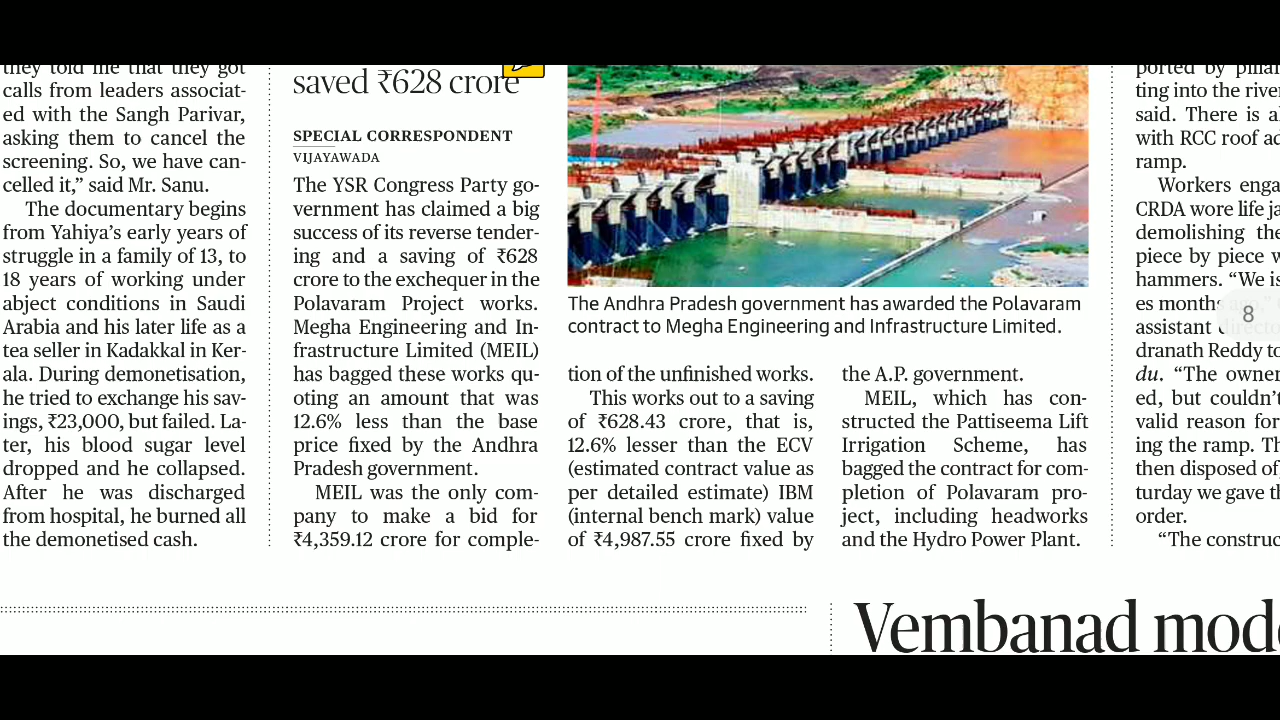 they told me that they got
calls from leaders associat-
ed with the Sangh Parivar,
asking them to cancel the
screening. So, we have can-
celled it,” said Mr. Sanu.
The documentary begins
from Yahiya’s early years of
struggle in a family of 13, to
18 years of working under
abject conditions in Saudi
Arabia and his later life as a
tea seller in Kadakkal in Ker-
ala. During demonetisation,
he tried to exchange his sav-
ings, ₹23,000, but failed. La-
ter, his blood sugar level
dropped and he collapsed.
After he was discharged
from hospital, he burned all
the demonetised cash.
saved ₹628 crore
SPECIAL CORRESPONDENT
VIJAYAWADA
The YSR Congress Party go-
vernment has claimed a big
success of its reverse tender-
ing and a saving of ₹628
crore to the exchequer in the
Polavaram Project works.
Megha Engineering and In-
frastructure Limited (MEIL)
has bagged these works qu-
oting an amount that was
12.6% less than the base
price fixed by the Andhra
Pradesh government.
MEIL was the only com-
pany to make a bid for
₹4,359.12 crore for comple-
The Andhra Pradesh government has awarded the Polavaram
contract to Megha Engineering and Infrastructure Limited.
tion of the unfinished works.
This works out to a saving
of ₹628.43 crore, that is,
12.6% lesser than the ECV
(estimated contract value as
per detailed estimate) IBM
(internal bench mark) value
of ₹4,987.55 crore fixed by
the A.P. government.
MEIL, which has con-
structed the Pattiseema Lift
Irrigation Scheme, has
bagged the contract for com-
pletion of Polavaram pro-
ject, including headworks
and the Hydro Power Plant.
ported by pillar
ting into the river
said. There is a
with RCC roof ad
ramp.
Workers enga
CRDA wore life ja
demolishing the
piece by piece w
hammers. “We is
es months ago,
assistant director
dranath Reddy to
du. “The owner
ed, but couldn’t
valid reason for
ing the ramp. Th
then disposed of,
turday we gave th
order.
“The construc
8
Vembanad mode